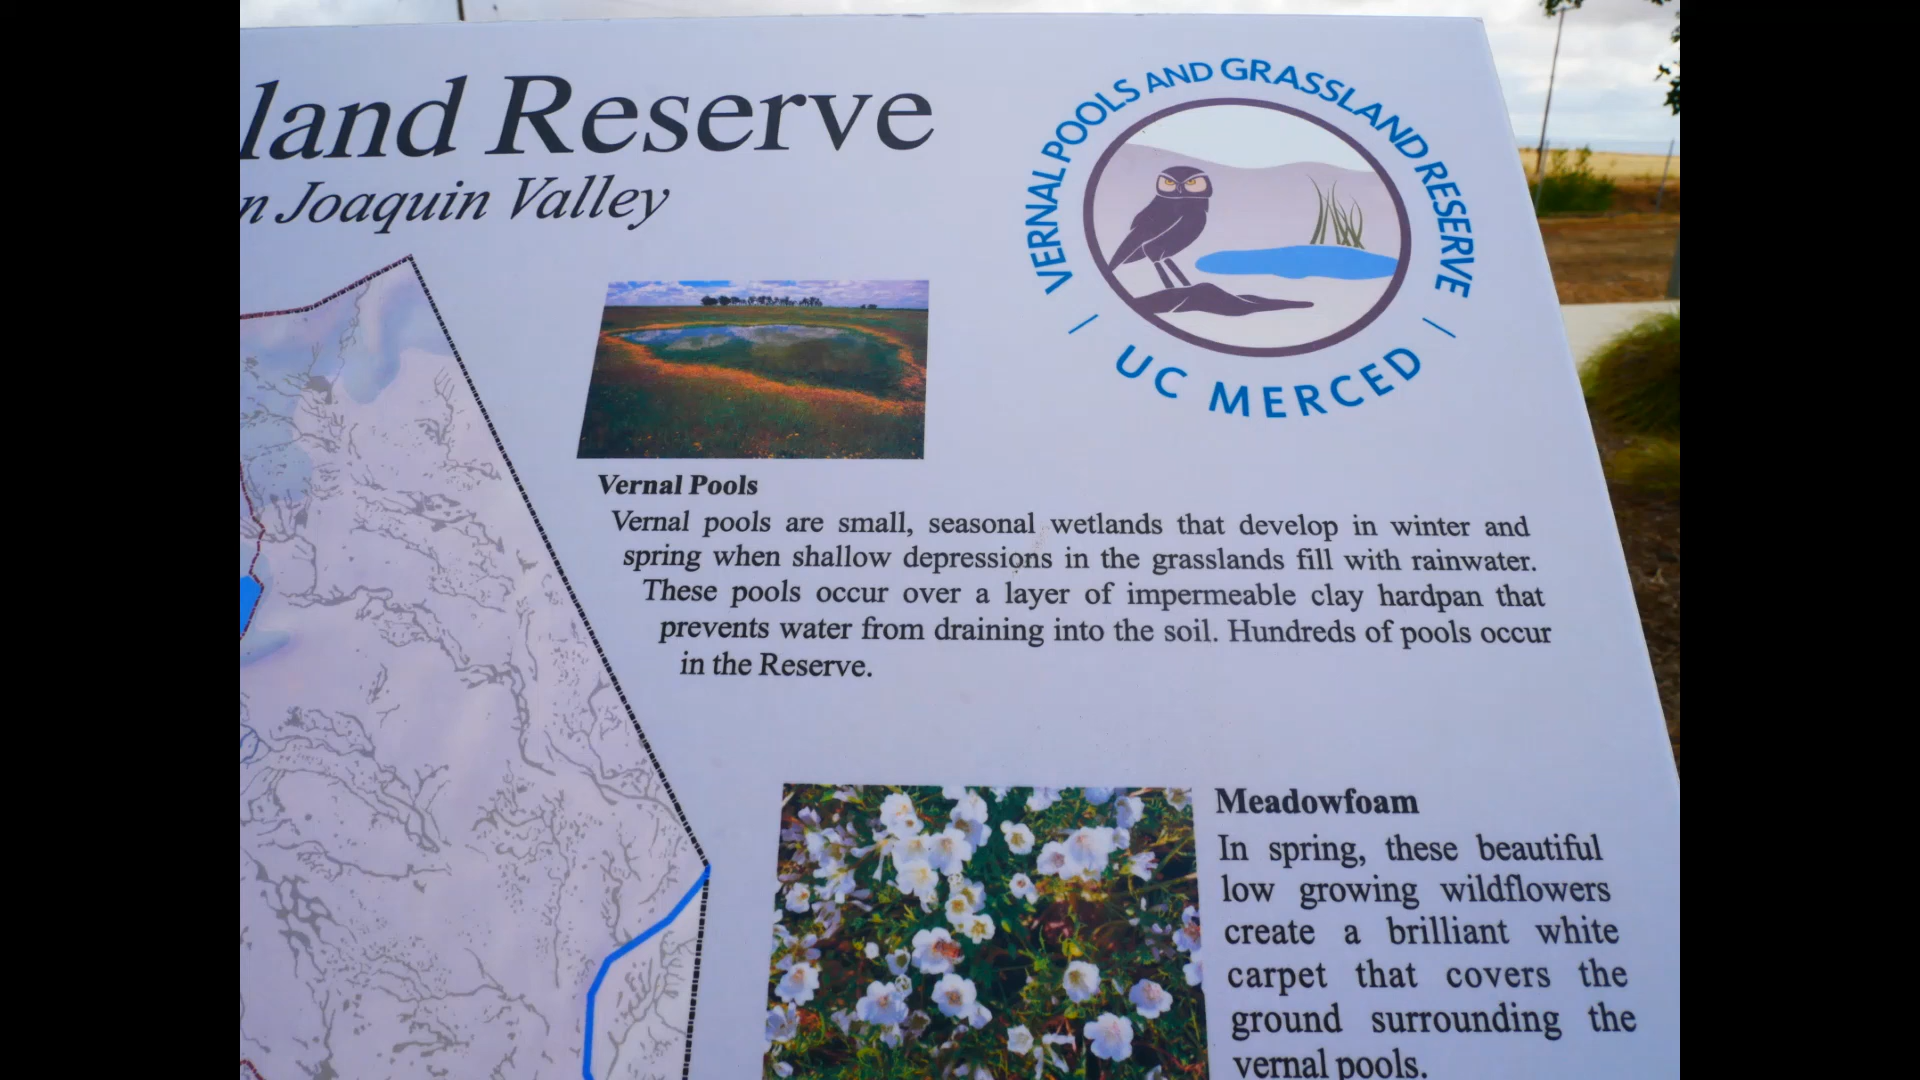 land Reserve
n Joaquin Valley
VERNAL POOLS AND GRASSLAND RESERVE
UC MERCED
Vernal Pools
Vernal pools are small, seasonal wetlands that develop in winter and
spring when shallow depressions in the grasslands fill with rainwater.
These pools occur over a layer of impermeable clay hardpan that
prevents water from draining into the soil. Hundreds of pools occur
in the Reserve.
Meadowfoam
In spring, these beautiful
low growing wildflowers
create a brilliant white
carpet that covers the
ground surrounding the
vernal pools.